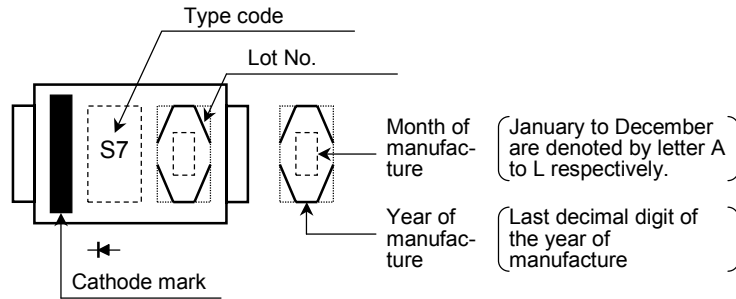 Type code
Lot No.
S7
Month of
manufac-
ture
January to December
are denoted by letter A
to L respectively.
Year of
manufac-
ture
Last decimal digit of
the year of
manufacture
Cathode mark